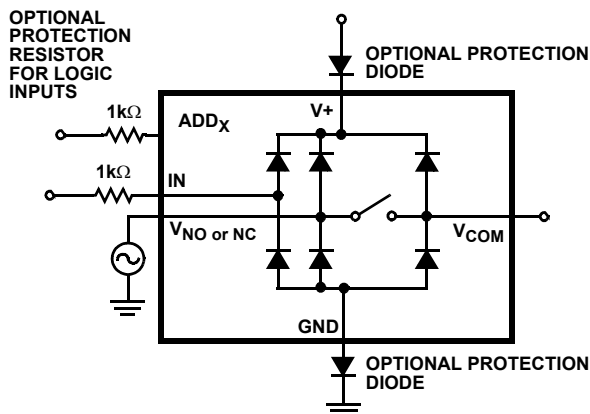 OPTIONAL
PROTECTION
RESISTOR
FOR LOGIC
INPUTS
OPTIONAL PROTECTION
DIODE
1kΩ
ADDX
V+
1kΩ
IN
VNO or NC
VCOM
GND
OPTIONAL PROTECTION
DIODE